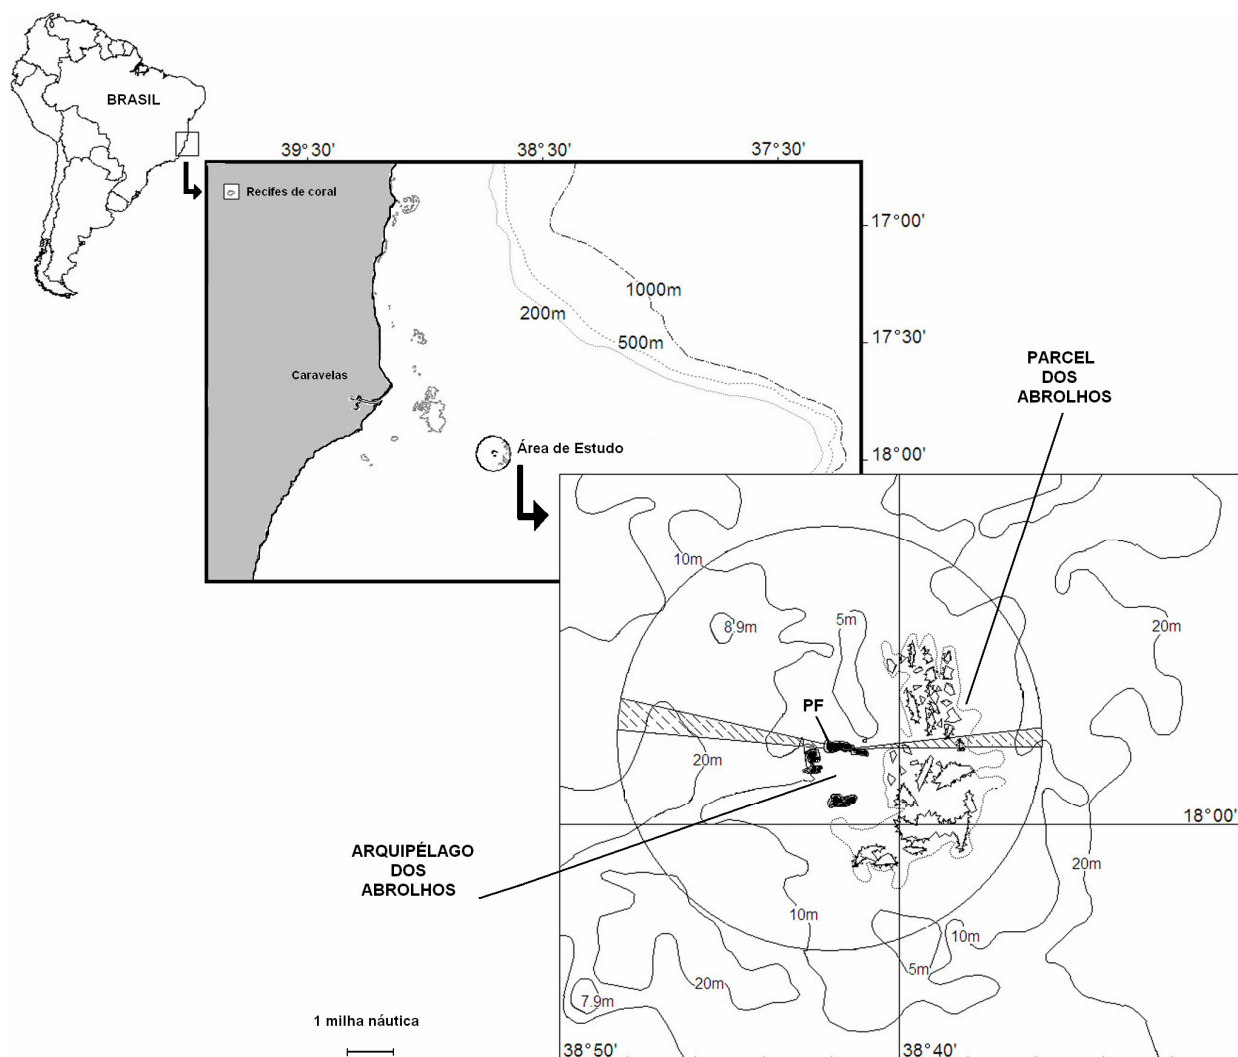 BRASIL
39°30'
38°30'
37°30'
Recifes de coral
17°00'
1000m
200m
500m
17°30'
Caravelas
PARCEL
DOS
ABROLHOS
Área de Estudo
18°00'
10m
8.9m
5m
20m
PF
20m
18°00'
ARQUIPÉLAGO
DOS
ABROLHOS
20m
10m
10m
5m
20m
7.9m
1 milha náutica
38°50'
38°40'